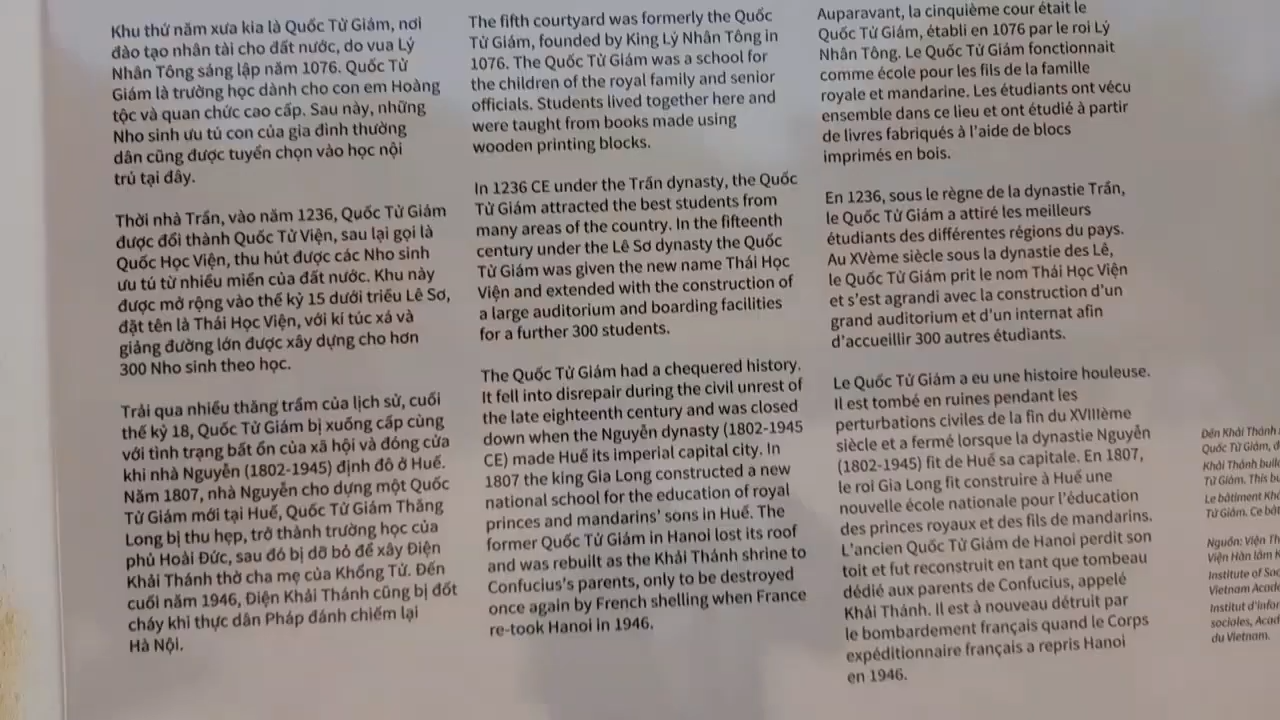 Khu thứ năm xưa kia là Quốc Tử Giám, nơi
đào tạo nhân tài cho đất nước, do vua Lý
Nhân Tông sáng lập năm 1076. Quốc Tử
Giám là trường học dành cho con em Hoàng
tộc và quan chức cao cấp. Sau này, những
Nho sinh ưu tú con của gia đình thường
dân cũng được tuyển chọn vào học nội
trú tại đây.
Thời nhà Trần, vào năm 1236, Quốc Tử Giám
được đổi thành Quốc Tử Viện, sau lại gọi là
Quốc Học Viện, thu hút được các Nho sinh
ưu tú từ nhiều miền của đất nước. Khu này
được mở rộng vào thế kỷ 15 dưới triều Lê Sơ,
đặt tên là Thái Học Viện, với kí túc xá và
giảng đường lớn được xây dựng cho hơn
300 Nho sinh theo học.
Trải qua nhiều thăng trầm của lịch sử, cuối
thế kỷ 18, Quốc Tử Giám bị xuống cấp cùng
với tình trạng bất ổn của xã hội và đóng cửa
khi nhà Nguyễn (1802-1945) định đô ở Huế.
Năm 1807, nhà Nguyễn cho dựng một Quốc
Tử Giám mới tại Huế, Quốc Tử Giám Thăng
Long bị thu hẹp, trở thành trường học của
phủ Hoài Đức, sau đó bị dỡ bỏ để xây Điện
Khải Thánh thờ cha mẹ của Khổng Tử. Đến
cuối năm 1946, Điện Khải Thánh cũng bị đốt
cháy khi thực dân Pháp đánh chiếm lại
Hà Nội.
The fifth courtyard was formerly the Quốc
Tử Giám, founded by King Lý Nhân Tông in
1076. The Quốc Tử Giám was a school for
the children of the royal family and senior
officials. Students lived together here and
were taught from books made using
wooden printing blocks.
In 1236 CE under the Trần dynasty, the Quốc
Tử Giám attracted the best students from
many areas of the country. In the fifteenth
century under the Lê Sơ dynasty the Quốc
Tử Giám was given the new name Thái Học
Viện and extended with the construction of
a large auditorium and boarding facilities
for a further 300 students.
The Quốc Tử Giám had a chequered history.
It fell into disrepair during the civil unrest of
the late eighteenth century and was closed
down when the Nguyễn dynasty (1802-1945
CE) made Huế its imperial capital city. In
1807 the king Gia Long constructed a new
national school for the education of royal
princes and mandarins' sons in Huế. The
former Quốc Tử Giám in Hanoi lost its roof
and was rebuilt as the Khải Thánh shrine to
Confucius's parents, only to be destroyed
once again by French shelling when France
re-took Hanoi in 1946.
Auparavant, la cinquième cour était le
Quốc Tử Giám, établi en 1076 par le roi Lý
Nhân Tông. Le Quốc Tử Giám fonctionnait
comme école pour les fils de la famille
royale et mandarine. Les étudiants ont vécu
ensemble dans ce lieu et ont étudié à partir
de livres fabriqués à l'aide de blocs
imprimés en bois.
En 1236, sous le règne de la dynastie Trần,
le Quốc Tử Giám a attiré les meilleurs
étudiants des différentes régions du pays.
Au XVème siècle sous la dynastie des Lê,
le Quốc Tử Giám prit le nom Thái Học Viện
et s'est agrandi avec la construction d'un
grand auditorium et d'un internat afin
d'accueillir 300 autres étudiants.
Le Quốc Tử Giám a eu une histoire houleuse.
Il est tombé en ruines pendant les
perturbations civiles de la fin du XVIIIème
siècle et a fermé lorsque la dynastie Nguyễn
(1802-1945) fit de Huế sa capitale. En 1807,
le roi Gia Long fit construire à Huế une
nouvelle école nationale pour l'éducation
des princes royaux et des fils de mandarins.
L'ancien Quốc Tử Giám de Hanoi perdit son
toit et fut reconstruit en tant que tombeau
dédié aux parents de Confucius, appelé
Khải Thánh. Il est à nouveau détruit par
le bombardement français quand le Corps
expéditionnaire français a repris Hanoi
en 1946.
Đền Khải Thánh
Quốc Tử Giám,
Khải Thánh
Tử Giám. This
Le bâtiment
Tử Giám. Ce
Nguồn: Viện
Viện Hàn lâm
Institute of
Vietnam
Institut
sociales,
du Vietnam.